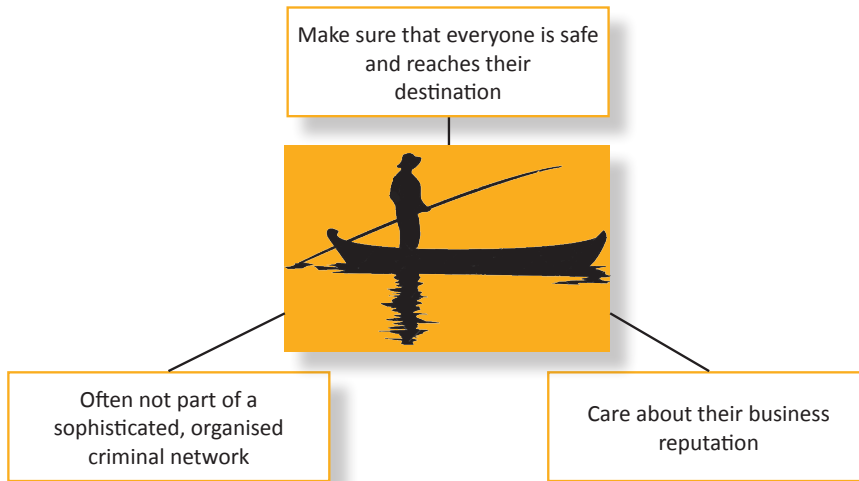 Make sure that everyone is safe
and reaches their
destination
Often not part of a
sophisticated, organised
criminal network
Care about their business
reputation